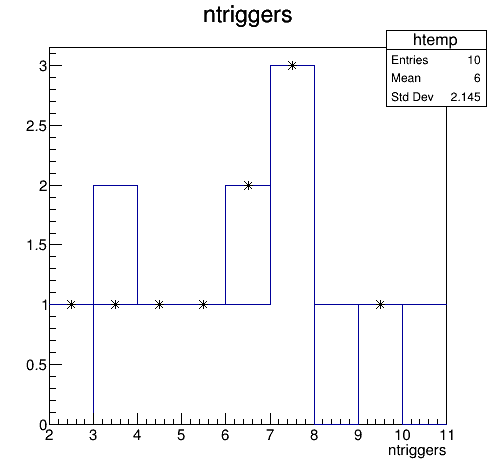 ntriggers
htemp
Entries 10
Mean 6
Std Dev 2.145
3
2.5
2
1.5
1
0.5
0
2 3 4 5 6 7 8 9 10 11
ntriggers